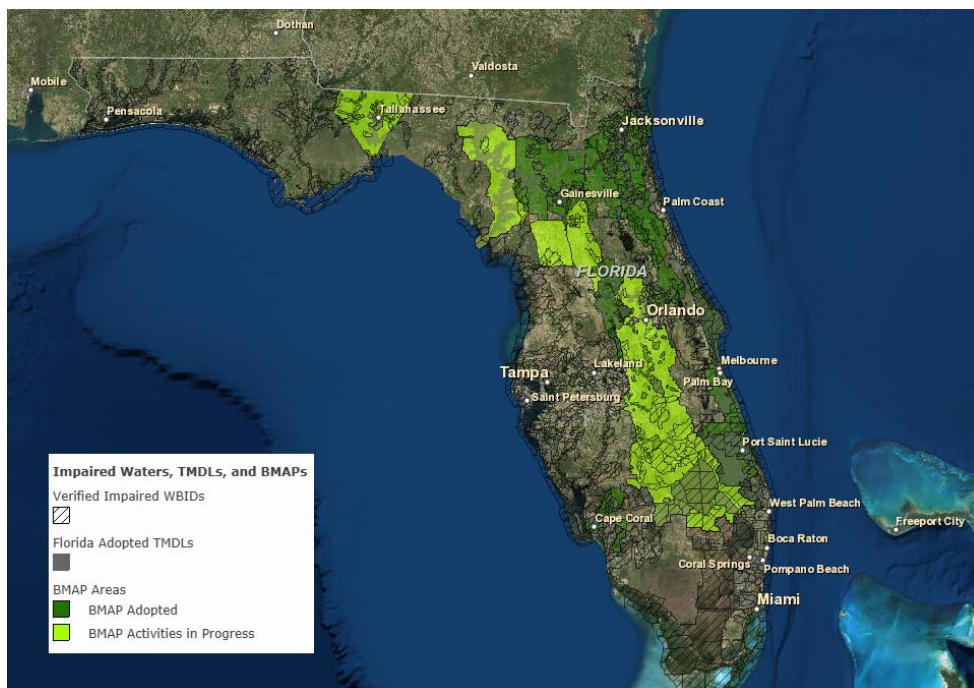 Dothan
Valdosta
Mobile
Pensacola
Tallahassee
Jacksonville
Gainesville
Palm Coast
FLORIDA
Orlando
Lakeland
Melbourne
Tampa
Palm Bay
Saint Petersburg
Port Saint Lucie
Impaired Waters, TMDLs, and BMAPs
Verified Impaired WBIDs
Florida Adopted TMDLs
BMAP Areas
BMAP Adopted
BMAP Activities in Progress
West Palm Beach
Cape Coral
Freeport City
Boca Raton
Coral Springs
Pompano Beach
Miami